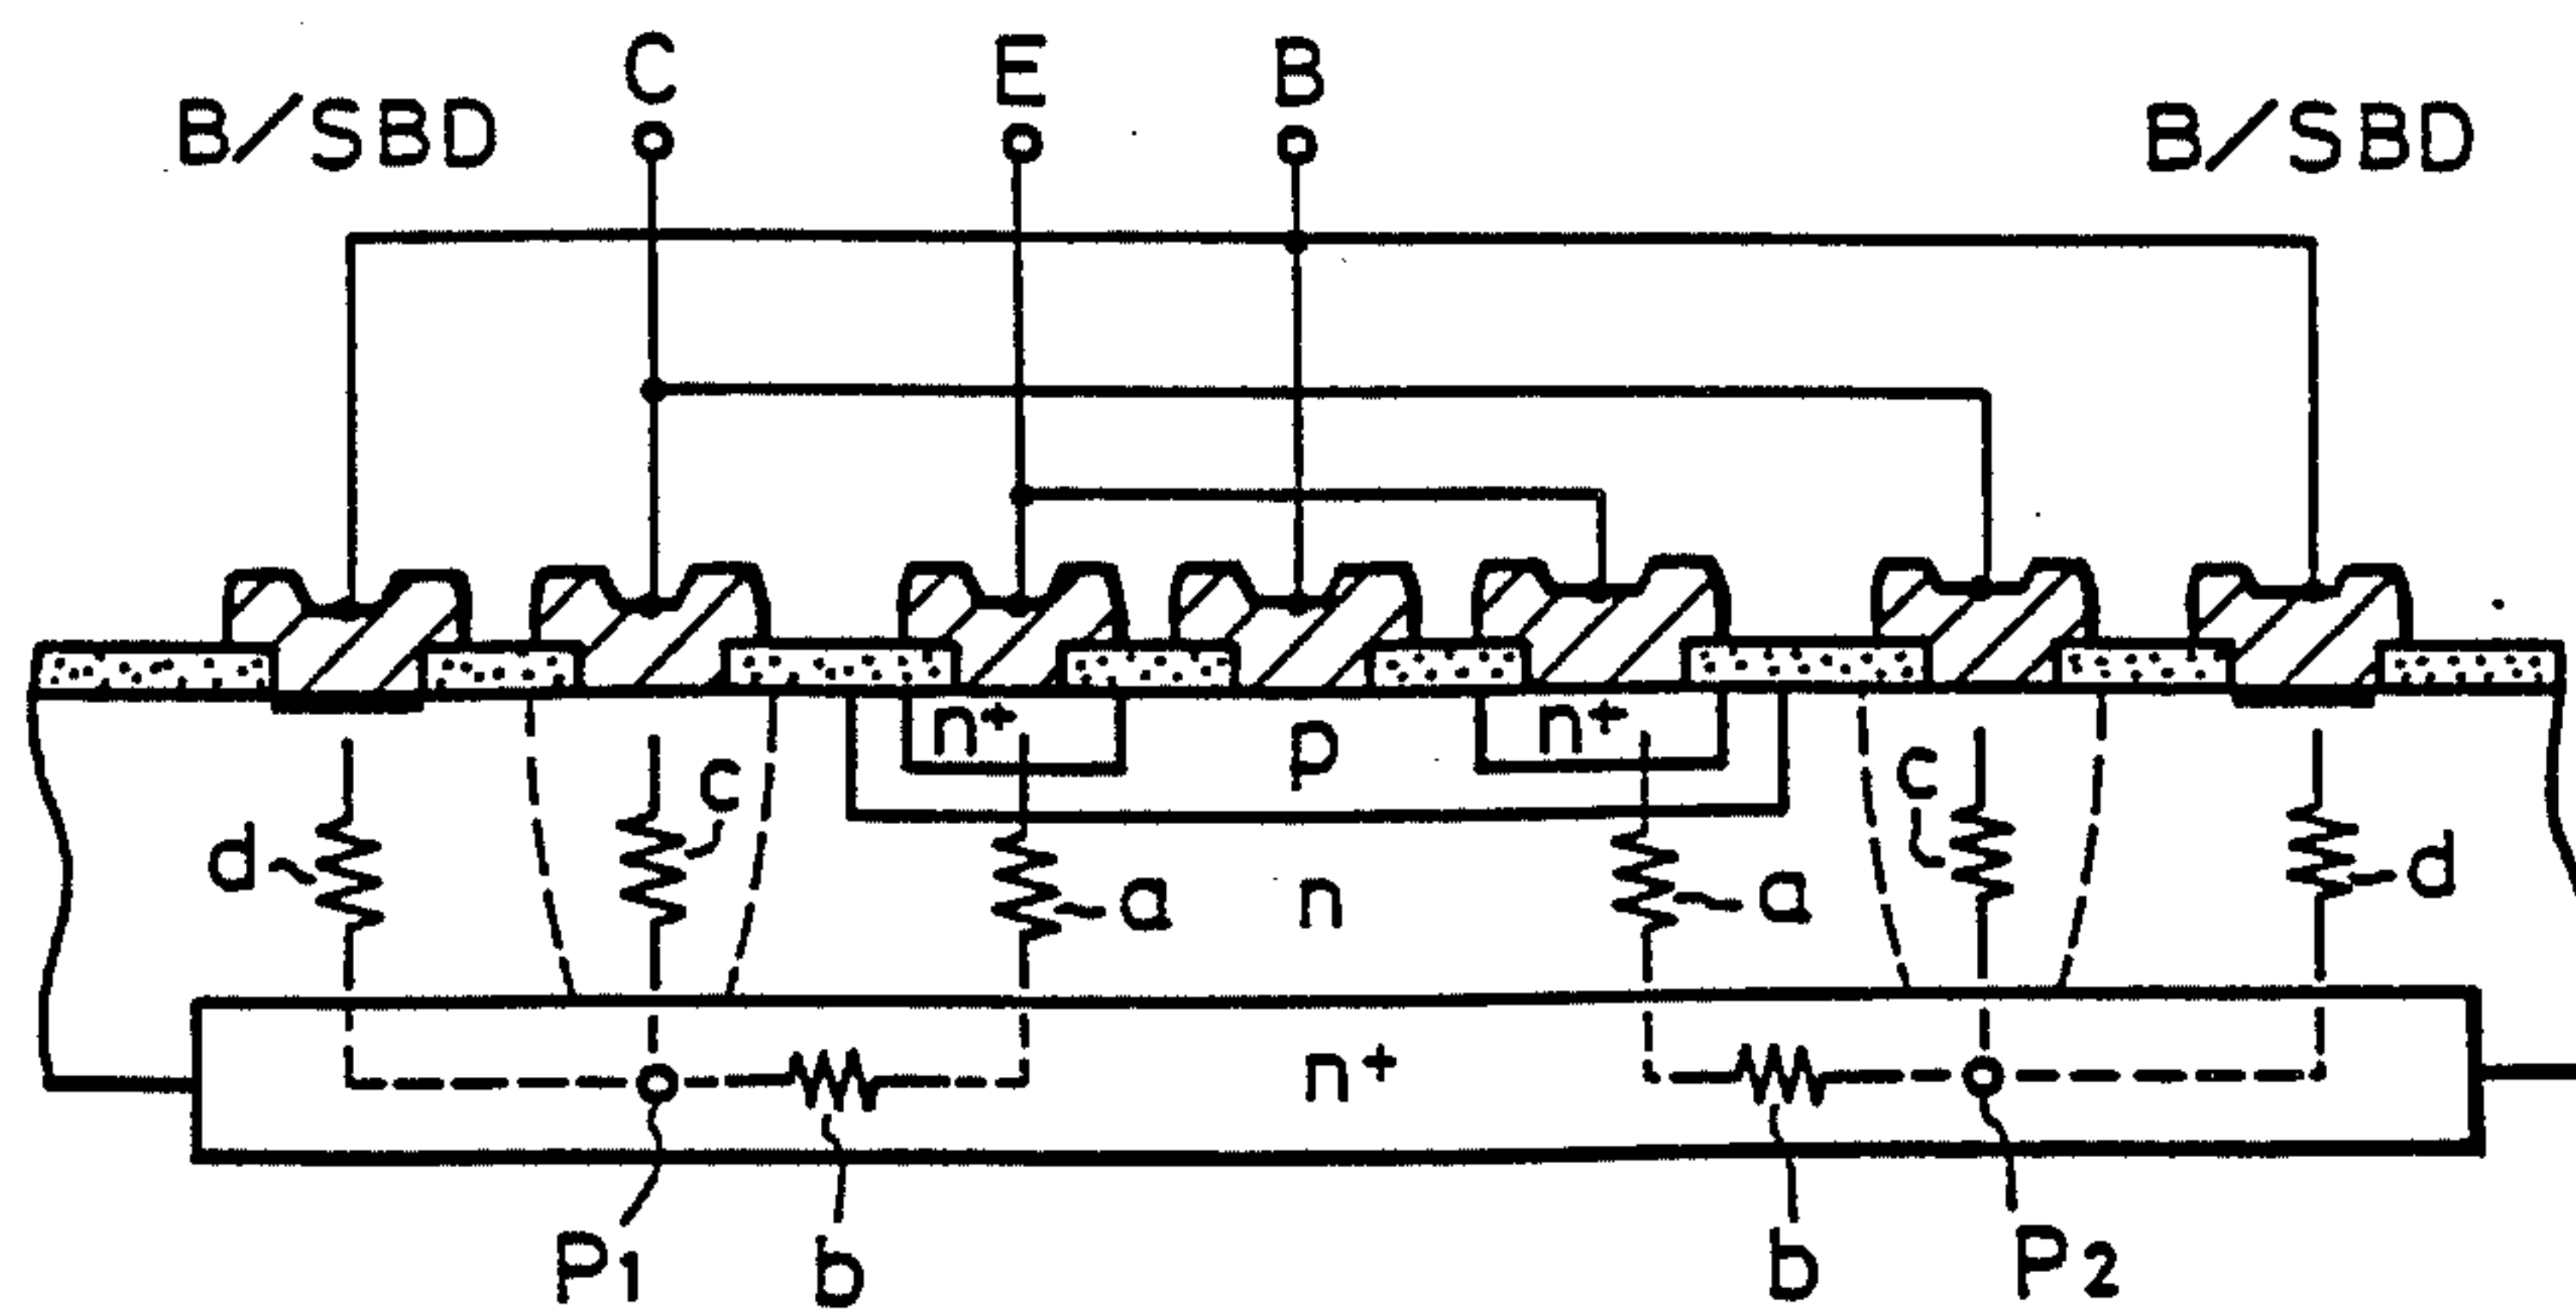 C E B
B/SBD B/SBD
n+ p n+
c c
d a n a d
n+
P1 b b P2